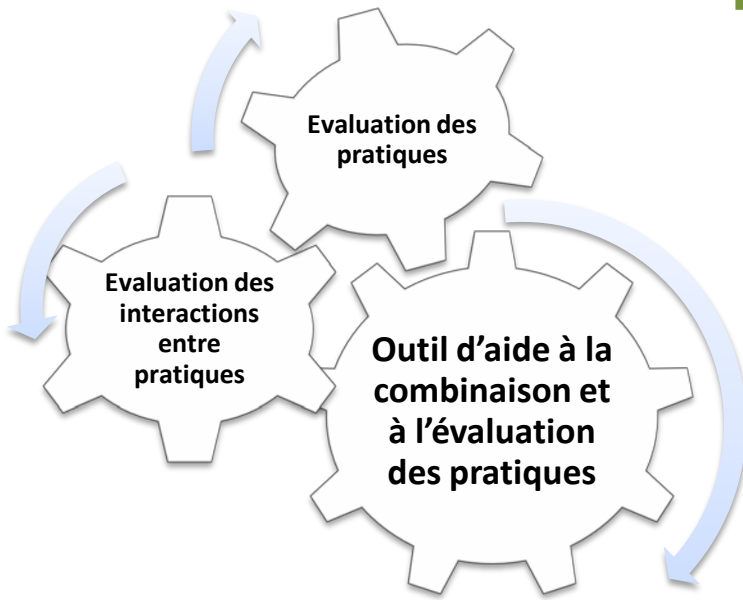 Evaluation des
pratiques
Evaluation des
interactions
entre
pratiques
Outil d’aide à la
combinaison et
à l’évaluation
des pratiques